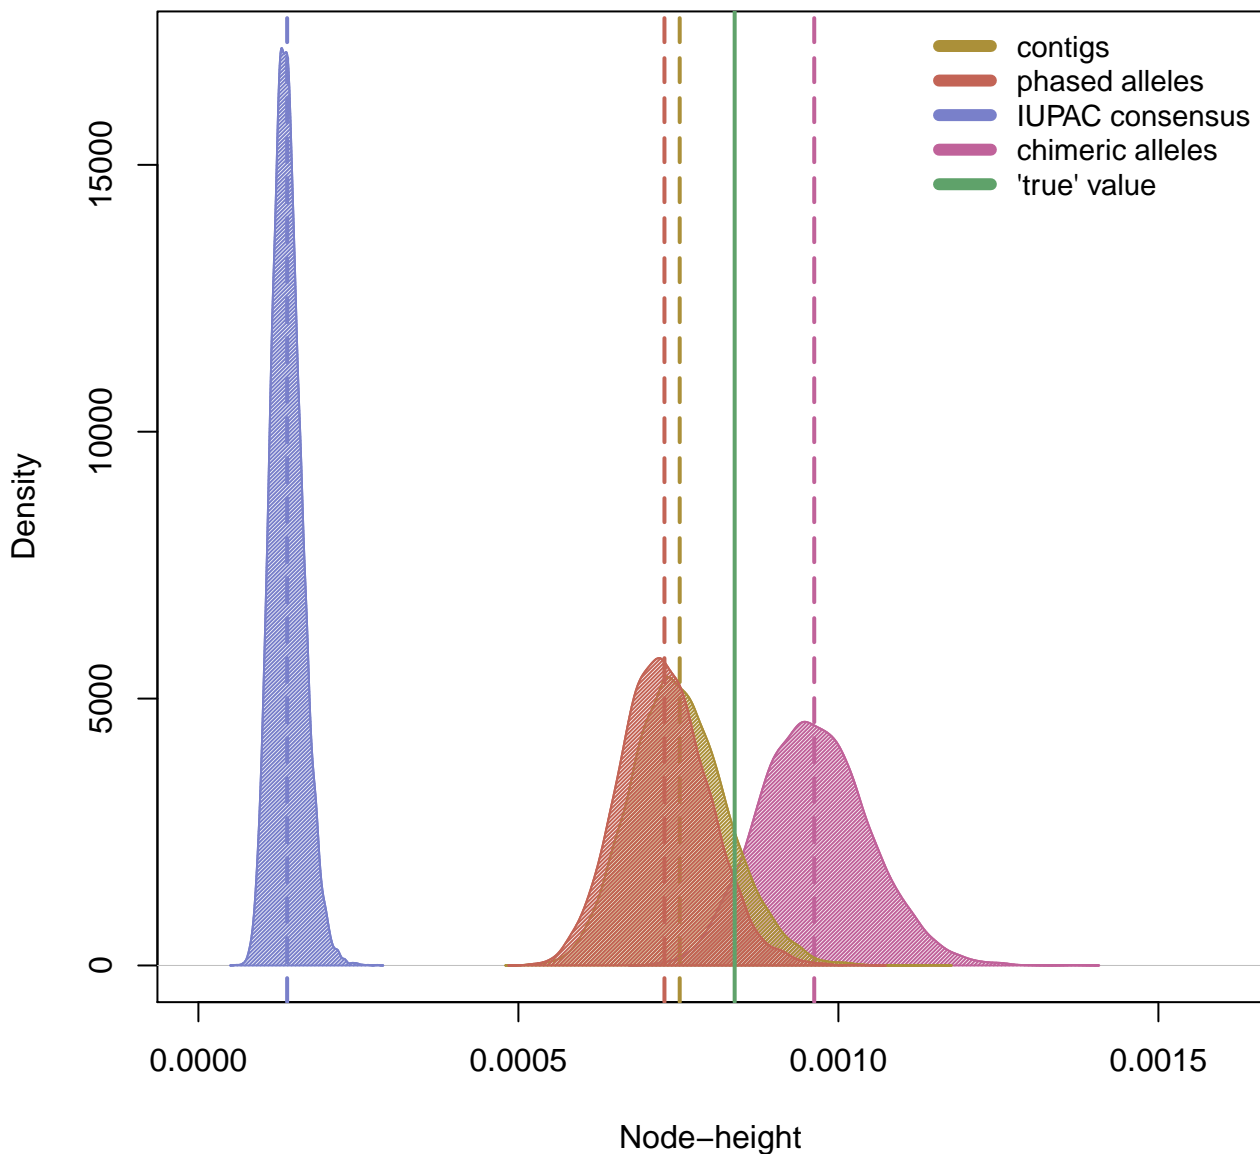 contigs
phased alleles
IUPAC consensus
chimeric alleles
'true' value
Density
15000
10000
5000
0
0.0000
0.0005
0.0010
0.0015
Node−height